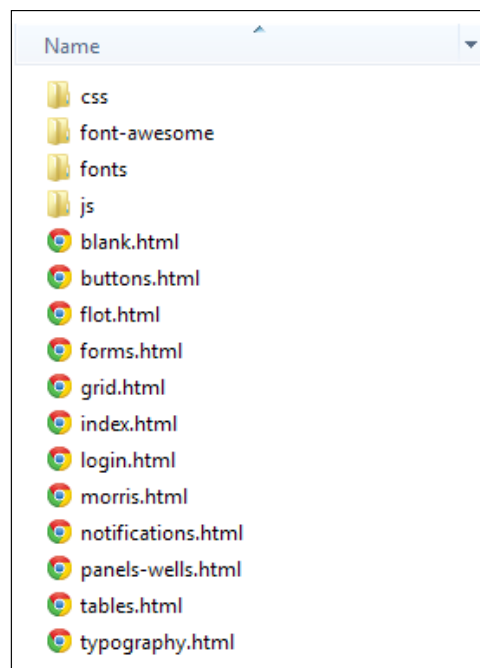 Name
css
font-awesome
fonts
js
blank.html
buttons.html
flot.html
forms.html
grid.html
index.html
login.html
morris.html
notifications.html
panels-wells.html
tables.html
typography.html